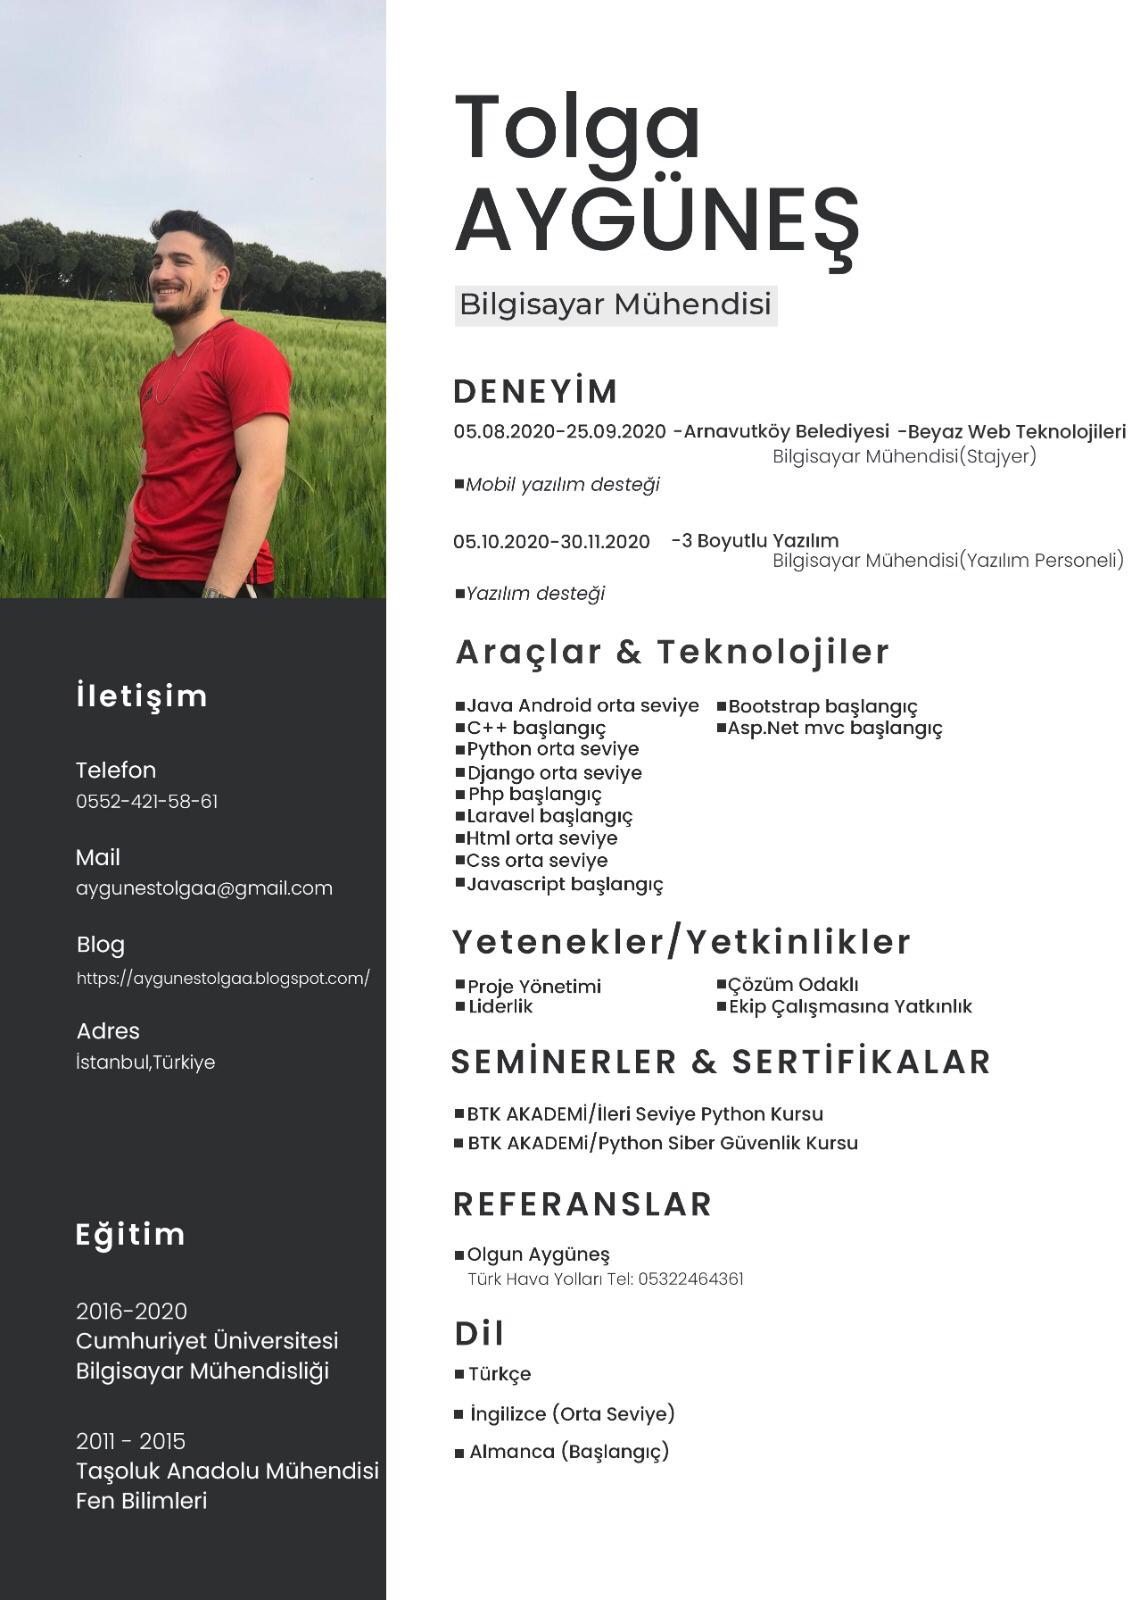 Tolga
AYGÜNEŞ
Bilgisayar Mühendisi
DENEYİM
05.08.2020-25.09.2020 -Arnavutköy Belediyesi -Beyaz Web Teknolojileri
Bilgisayar Mühendisi(Stajyer)
■Mobil yazılım desteği
05.10.2020-30.11.2020 -3 Boyutlu Yazılım
Bilgisayar Mühendisi(Yazılım Personeli)
■Yazılım desteği
Araçlar & Teknolojiler
■Java Android orta seviye
■C++ başlangıç
■Python orta seviye
■Django orta seviye
■Php başlangıç
■Laravel başlangıç
■Html orta seviye
■Css orta seviye
■Javascript başlangıç
■Bootstrap başlangıç
■Asp.Net mvc başlangıç
Yetenekler/Yetkinlikler
■Proje Yönetimi
■Liderlik
■Çözüm Odaklı
■Ekip Çalışmasına Yatkınlık
SEMİNERLER & SERTİFİKALAR
■BTK AKADEMİ/İleri Seviye Python Kursu
■BTK AKADEMi/Python Siber Güvenlik Kursu
REFERANSLAR
■Olgun Aygüneş
Türk Hava Yolları Tel: 05322464361
Dil
■Türkçe
■İngilizce (Orta Seviye)
■Almanca (Başlangıç)
İletişim
Telefon
0552-421-58-61
Mail
aygunestolgaa@gmail.com
Blog
https://aygunestolgaa.blogspot.com/
Adres
İstanbul,Türkiye
Eğitim
2016-2020
Cumhuriyet Üniversitesi
Bilgisayar Mühendisliği
2011 - 2015
Taşoluk Anadolu Mühendisi
Fen Bilimleri